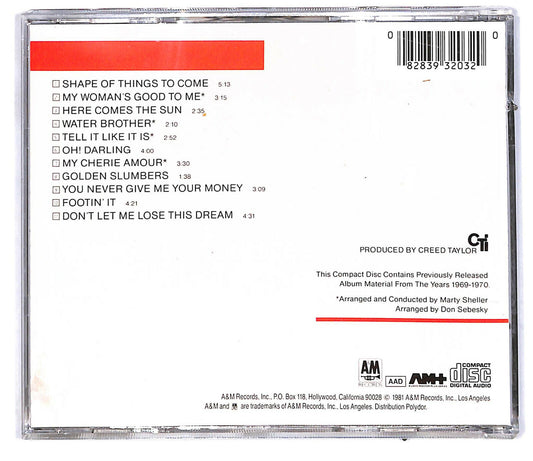 0 0
82839 32032
SHAPE OF THINGS TO COME 5:13
MY WOMAN'S GOOD TO ME* 3:15
HERE COMES THE SUN 2:35
WATER BROTHER* 2:10
TELL IT LIKE IT IS* 2:52
OH! DARLING 4:00
MY CHERIE AMOUR* 3:30
GOLDEN SLUMBERS 1:38
YOU NEVER GIVE ME YOUR MONEY 3:09
FOOTIN' IT 4:21
DON'T LET ME LOSE THIS DREAM 4:31
CTI
PRODUCED BY CREED TAYLOR
This Compact Disc Contains Previously Released
Album Material From The Years 1969-1970.
*Arranged and Conducted by Marty Sheller
Arranged by Don Sebesky
A&M RECORDS
AAD
AM+
COMPACT disc DIGITAL AUDIO
A&M Records, Inc., P.O. Box 118, Hollywood, California 90028 © 1981 A&M Records, Inc., Los Angeles
A&M and are trademarks of A&M Records, Inc., Los Angeles. Distribution Polydor.